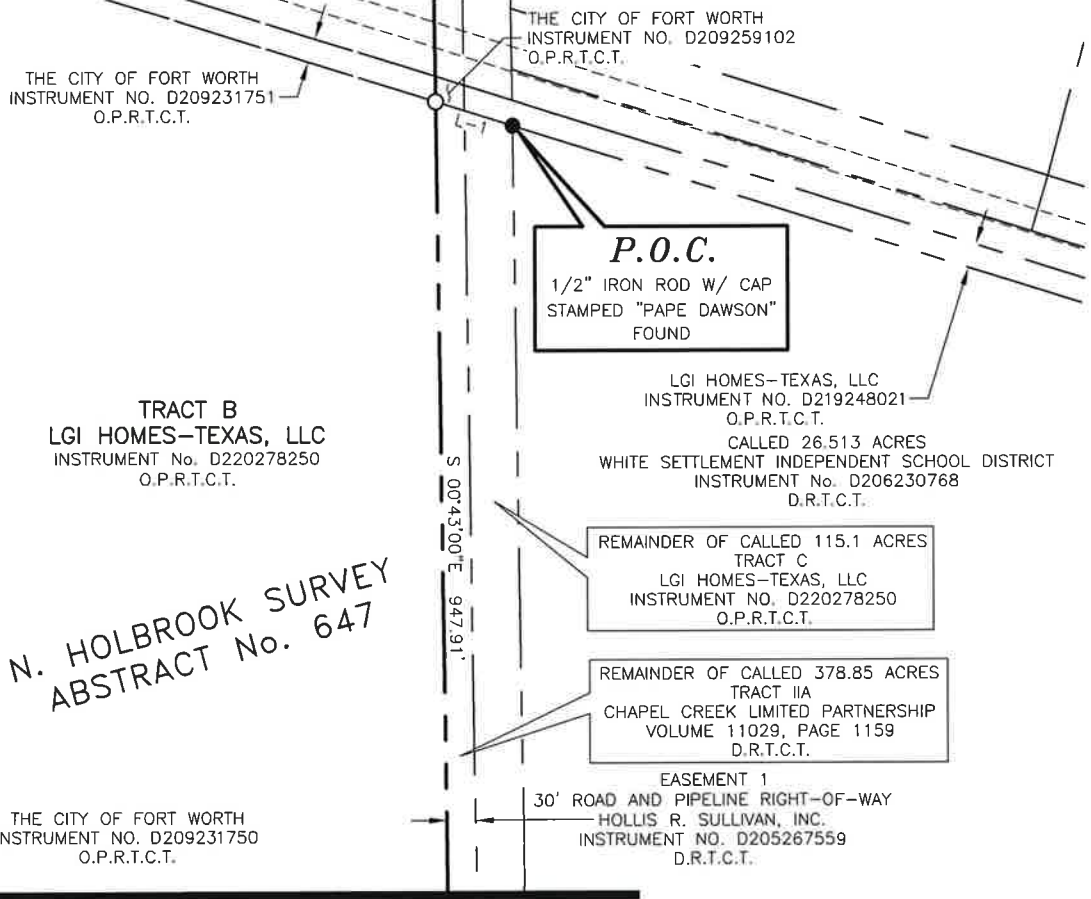 THE CITY OF FORT WORTH
INSTRUMENT NO. D209259102
O.P.R.T.C.T.
THE CITY OF FORT WORTH
INSTRUMENT NO. D209231751
O.P.R.T.C.T.
L-1
P.O.C.
1/2" IRON ROD W/ CAP
STAMPED "PAPE DAWSON"
FOUND
LGI HOMES-TEXAS, LLC
INSTRUMENT NO. D219248021
O.P.R.T.C.T.
CALLED 26.513 ACRES
WHITE SETTLEMENT INDEPENDENT SCHOOL DISTRICT
INSTRUMENT No. D206230768
D.R.T.C.T.
TRACT B
LGI HOMES-TEXAS, LLC
INSTRUMENT No. D220278250
O.P.R.T.C.T.
S 00°43'00"E 947.91'
REMAINDER OF CALLED 115.1 ACRES
TRACT C
LGI HOMES-TEXAS, LLC
INSTRUMENT NO. D220278250
O.P.R.T.C.T.
N. HOLBROOK SURVEY
ABSTRACT No. 647
REMAINDER OF CALLED 378.85 ACRES
TRACT IIA
CHAPEL CREEK LIMITED PARTNERSHIP
VOLUME 11029, PAGE 1159
D.R.T.C.T.
EASEMENT 1
30' ROAD AND PIPELINE RIGHT-OF-WAY
HOLLIS R. SULLIVAN, INC.
INSTRUMENT NO. D205267559
D.R.T.C.T.
THE CITY OF FORT WORTH
NSTRUMENT NO. D209231750
O.P.R.T.C.T.